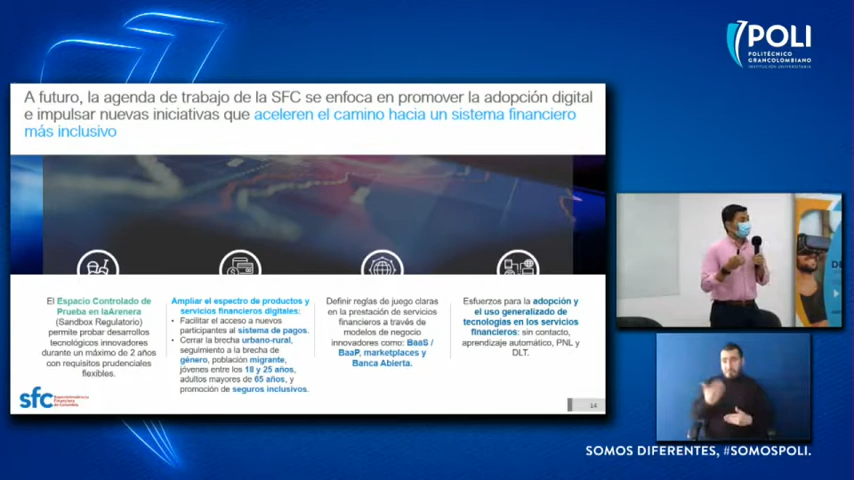 POLI
POLITÉCNICO
GRANCOLOMBIANO
INSTITUCIÓN UNIVERSITARIA
A futuro, la agenda de trabajo de la SFC se enfoca en promover la adopción digital
e impulsar nuevas iniciativas que aceleren el camino hacia un sistema financiero
más inclusivo
El Espacio Controlado de
Prueba en laArenera
(Sandbox Regulatorio)
permite probar desarrollos
tecnológicos innovadores
durante un máximo de 2 años
con requisitos prudenciales
flexibles.
Ampliar el espectro de productos y
servicios financieros digitales:
• Facilitar el acceso a nuevos
participantes al sistema de pagos.
• Cerrar la brecha urbano-rural,
seguimiento a la brecha de
género, población migrante,
jóvenes entre los 18 y 25 años,
adultos mayores de 65 años, y
promoción de seguros inclusivos.
Definir reglas de juego claras
en la prestación de servicios
financieros a través de
modelos de negocio
innovadores como: BaaS /
BaaP, marketplaces y
Banca Abierta.
Esfuerzos para la adopción y
el uso generalizado de
tecnologías en los servicios
financieros: sin contacto,
aprendizaje automático, PNL y
DLT.
sfc
Superintendencia
Financiera
de Colombia
14
SOMOS DIFERENTES, #SOMOSPOLI.